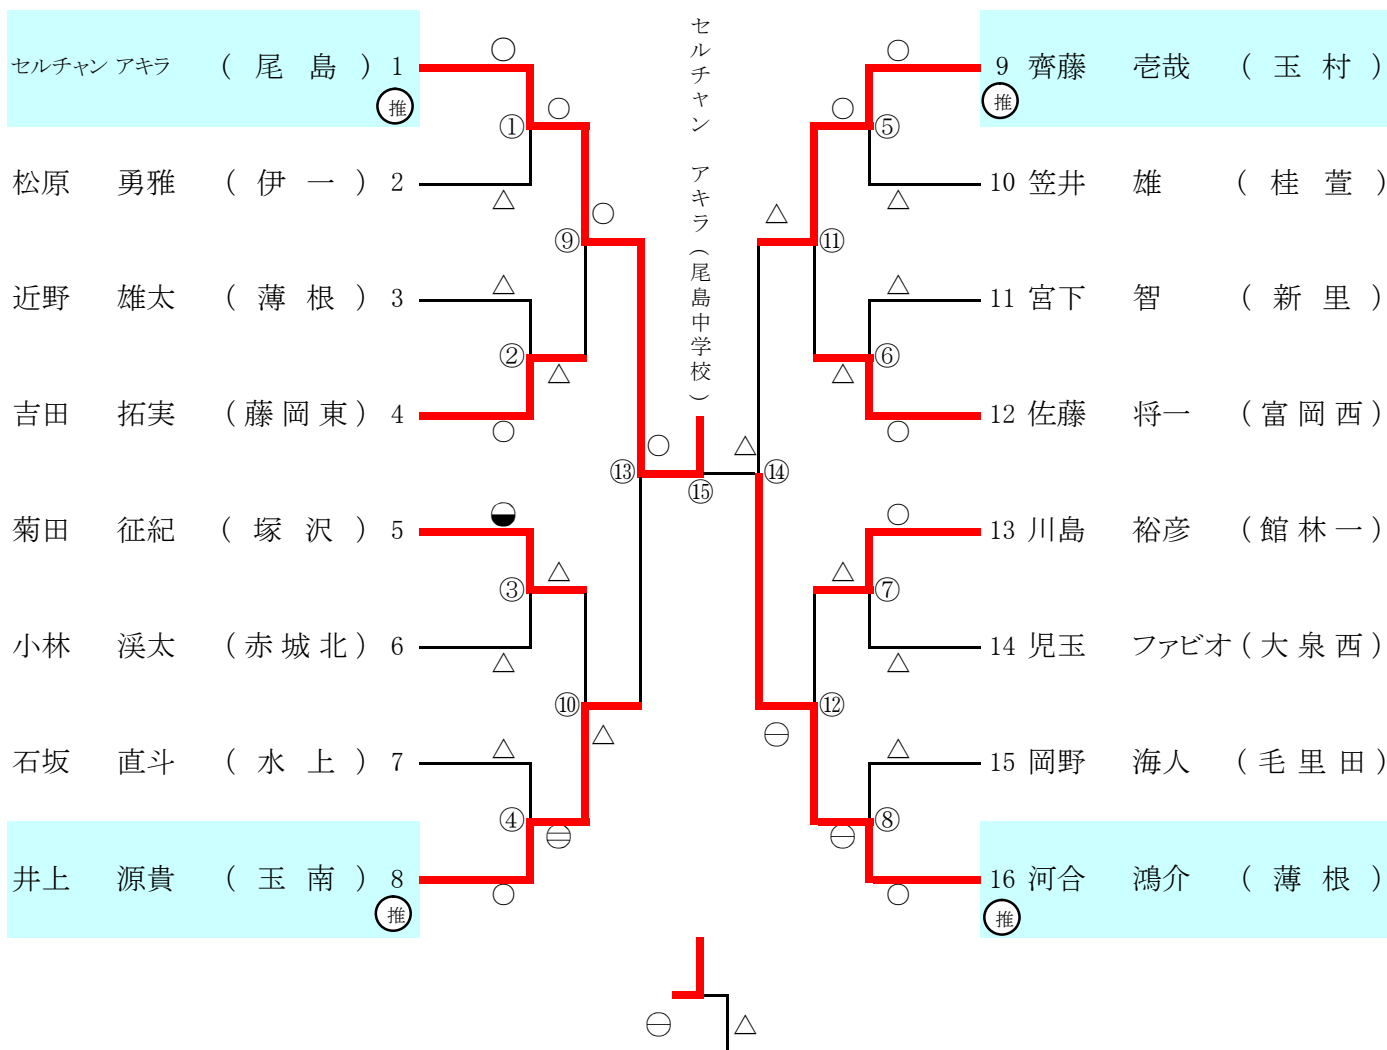 セルチャン アキラ (尾島) 1
推
松原 勇雅 (伊一) 2
近野 雄太 (薄根) 3
吉田 拓実 (藤岡東) 4
菊田 征紀 (塚沢) 5
小林 渓太 (赤城北) 6
石坂 直斗 (水上) 7
井上 源貴 (玉南) 8
推
①
②
③
④
⑨
⑩
⑬
セルチャン アキラ(尾島中学校)
⑮
⑭
⑪
⑫
⑤
⑥
⑦
⑧
9 齊藤 壱哉 (玉村)
推
10 笠井 雄 (桂萱)
11 宮下 智 (新里)
12 佐藤 将一 (富岡西)
13 川島 裕彦 (館林一)
14 児玉 ファビオ (大泉西)
15 岡野 海人 (毛里田)
16 河合 鴻介 (薄根)
推